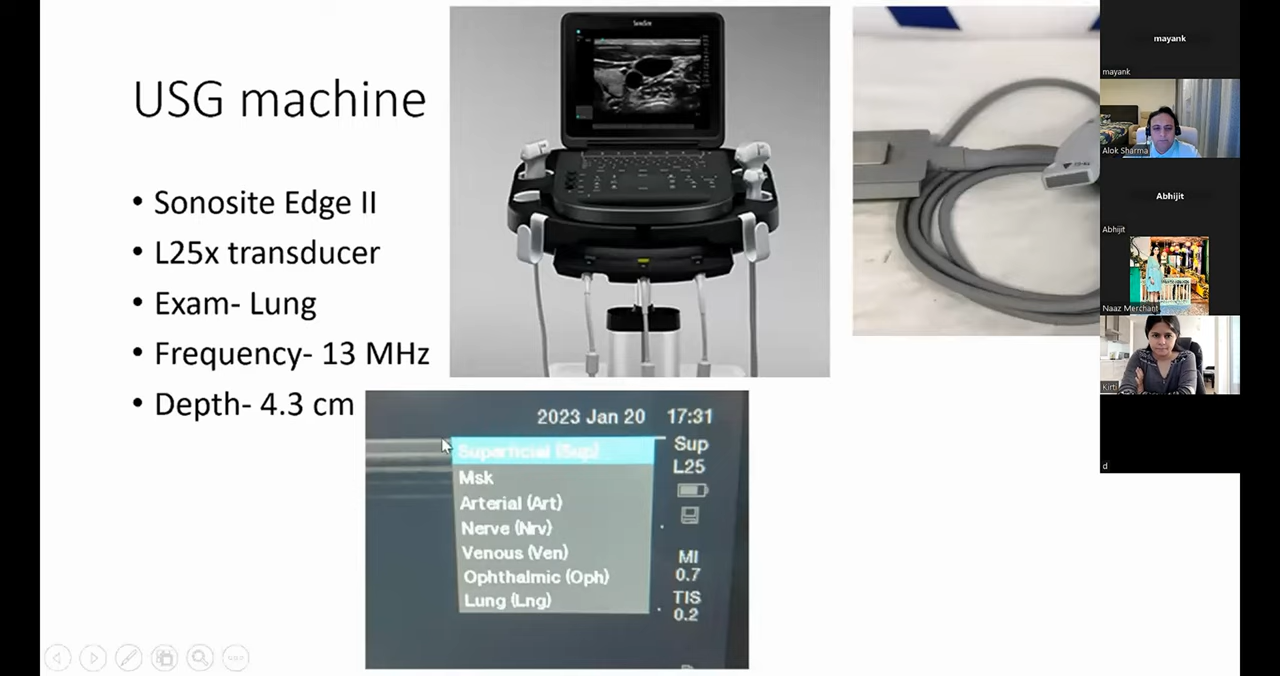 USG machine
• Sonosite Edge II
• L25x transducer
• Exam- Lung
• Frequency- 13 MHz
• Depth- 4.3 cm
SonoSite
2023 Jan 20 17:31
Superficial (Sup)
Msk
Arterial (Art)
Nerve (Nrv)
Venous (Ven)
Ophthalmic (Oph)
Lung (Lng)
Sup
L25
MI
0.7
TIS
0.2
mayank
mayank
Alok Sharma
Abhijit
Abhijit
Naaz Merchant
Kirti
d